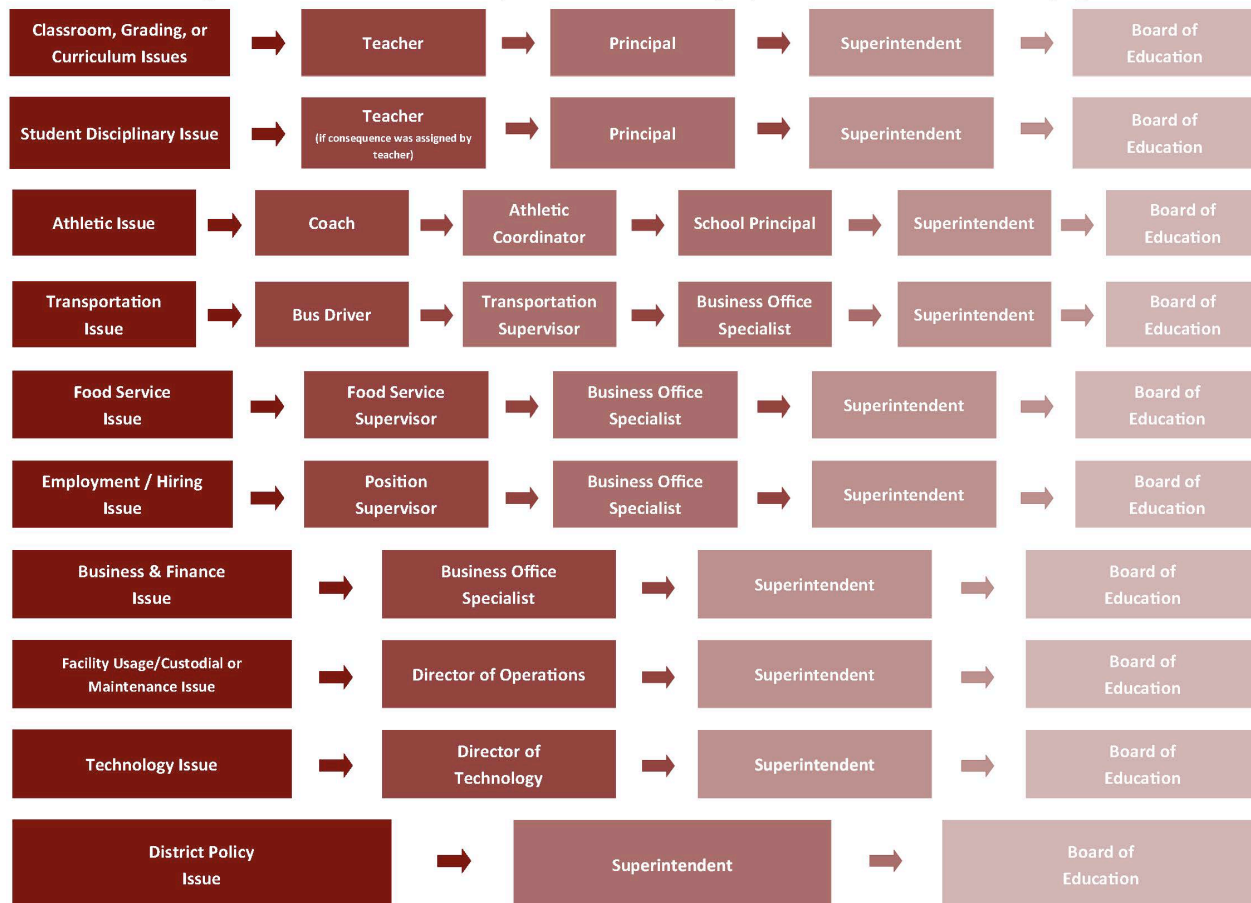 Classroom, Grading, or
Curriculum Issues
Teacher
Principal
Superintendent
Board of
Education
Student Disciplinary Issue
Teacher
(if consequence was assigned by
teacher)
Principal
Superintendent
Board of
Education
Athletic Issue
Coach
Athletic
Coordinator
School Principal
Superintendent
Board of
Education
Transportation
Issue
Bus Driver
Transportation
Supervisor
Business Office
Specialist
Superintendent
Board of
Education
Food Service
Issue
Food Service
Supervisor
Business Office
Specialist
Superintendent
Board of
Education
Employment / Hiring
Issue
Position
Supervisor
Business Office
Specialist
Superintendent
Board of
Education
Business & Finance
Issue
Business Office
Specialist
Superintendent
Board of
Education
Facility Usage/Custodial or
Maintenance Issue
Director of Operations
Superintendent
Board of
Education
Technology Issue
Director of
Technology
Superintendent
Board of
Education
District Policy
Issue
Superintendent
Board of
Education